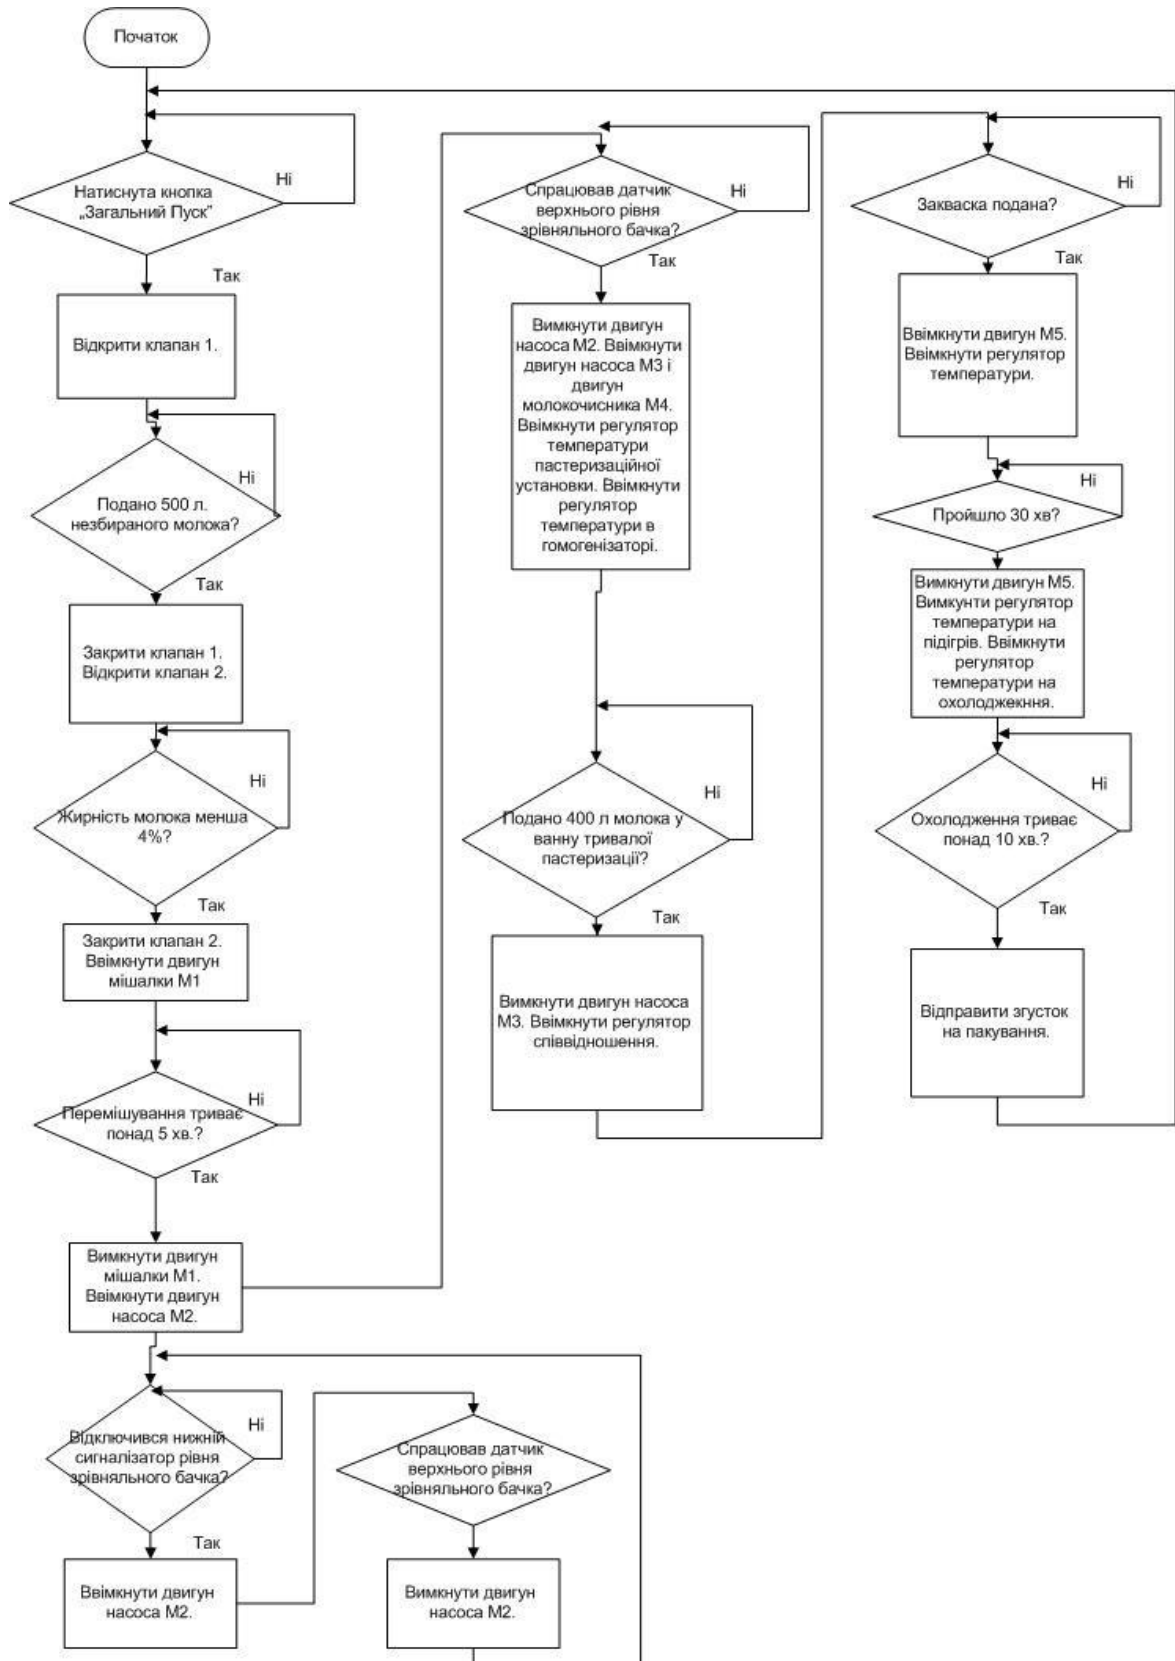 Початок
Натиснута кнопка
„Загальний Пуск”
Ні
Так
Відкрити клапан 1.
Подано 500 л.
незбираного молока?
Ні
Так
Закрити клапан 1.
Відкрити клапан 2.
Жирність молока менша
4%?
Ні
Так
Закрити клапан 2.
Ввімкнути двигун
мішалки М1
Перемішування триває
понад 5 хв.?
Ні
Так
Вимкнути двигун
мішалки М1.
Ввімкнути двигун
насоса М2.
Відключився нижній
сигналізатор рівня
зрівняльного бачка?
Ні
Так
Ввімкнути двигун
насоса М2.
Спрацював датчик
верхнього рівня
зрівняльного бачка?
Вимкнути двигун
насоса М2.
Спрацював датчик
верхнього рівня
зрівняльного бачка?
Ні
Так
Вимкнути двигун
насоса М2. Ввімкнути
двигун насоса М3 і
двигун
молокочисника М4.
Ввімкнути регулятор
температури
пастеризаційної
установки. Ввімкнути
регулятор
температури в
гомогенізаторі.
Подано 400 л молока у
ванну тривалої
пастеризації?
Ні
Так
Вимкнути двигун насоса
М3. Ввімкнути регулятор
співвідношення.
Закваска подана?
Ні
Так
Ввімкнути двигун М5.
Ввімкнути регулятор
температури.
Пройшло 30 хв?
Ні
Вимкнути двигун М5.
Вимкунти регулятор
температури на
підігрів. Ввімкнути
регулятор
температури на
охолоджекння.
Охолодження триває
понад 10 хв.?
Ні
Так
Відправити згусток
на пакування.